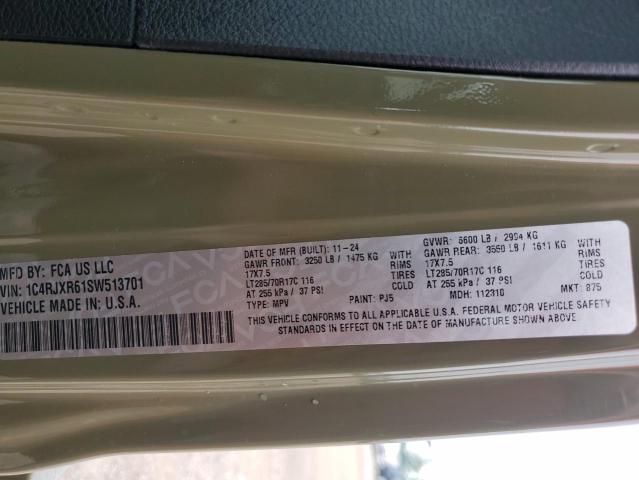 MFD BY: FCA US LLC
VIN: 1C4RJXR61SW513701
VEHICLE MADE IN U.S.A.
DATE OF MFR (BUILT): 11-24
GAWR FRONT: 3250 LB / 1475 KG
17X7.5 RIMS
LT285/70R17C 116 TIRES
AT 255 kPa / 37 PSI COLD
TYPE: MPV PAINT: PJ5
GVWR: 6600 LB / 2994 KG
GAWR REAR: 3550 LB / 1611 KG
17X7.5 RIMS
LT285/70R17C 116 TIRES
AT 255 kPa / 37 PSI COLD
MDH: 112310 MKT: 875
THIS VEHICLE CONFORMS TO ALL APPLICABLE U.S.A. FEDERAL MOTOR VEHICLE SAFETY
STANDARDS IN EFFECT ON THE DATE OF MANUFACTURE SHOWN ABOVE